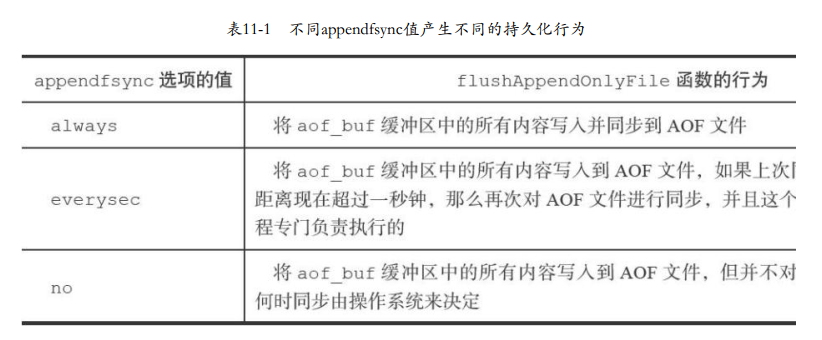 表11-1 不同appendfsync值产生不同的持久化行为
appendfsync 选项的值 flushAppendOnlyFile 函数的行为
always 将 aof_buf 缓冲区中的所有内容写入并同步到 AOF 文件
将 aof_buf 缓冲区中的所有内容写入到 AOF 文件，如果上次
everysec 距离现在超过一秒钟，那么再次对 AOF 文件进行同步，并且这个
程专门负责执行的
将 aof_buf 缓冲区中的所有内容写入到 AOF 文件，但并不对
no 何时同步由操作系统来决定